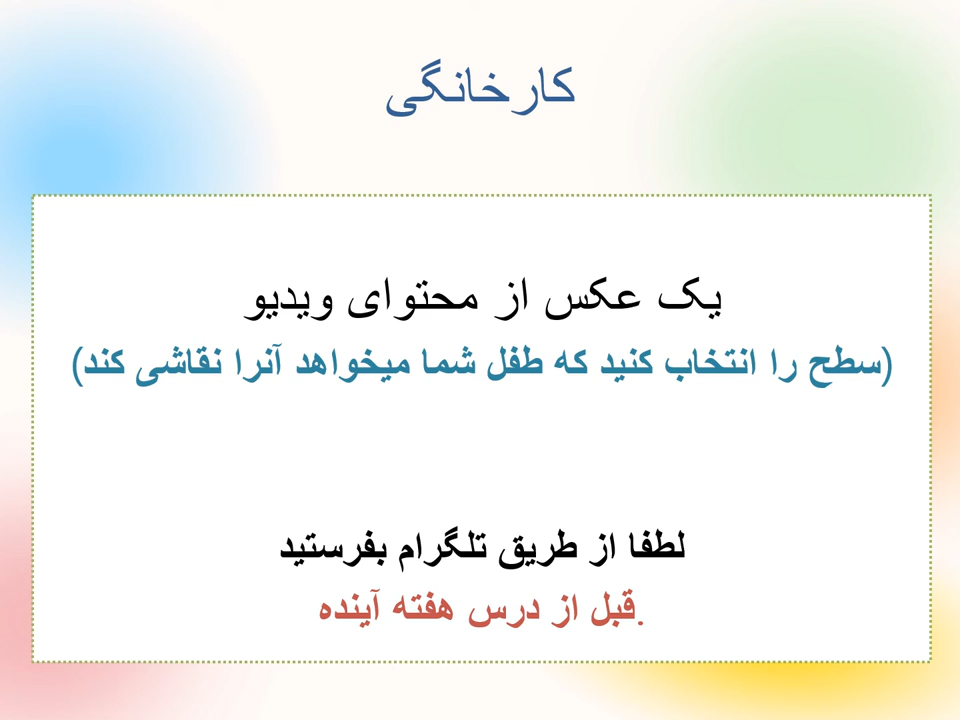 کارخانگی
یک عکس از محتوای ویدیو
(سطح را انتخاب کنید که طفل شما میخواهد آنرا نقاشی کند)
لطفا از طریق تلگرام بفرستید
.قبل از درس هفته آینده